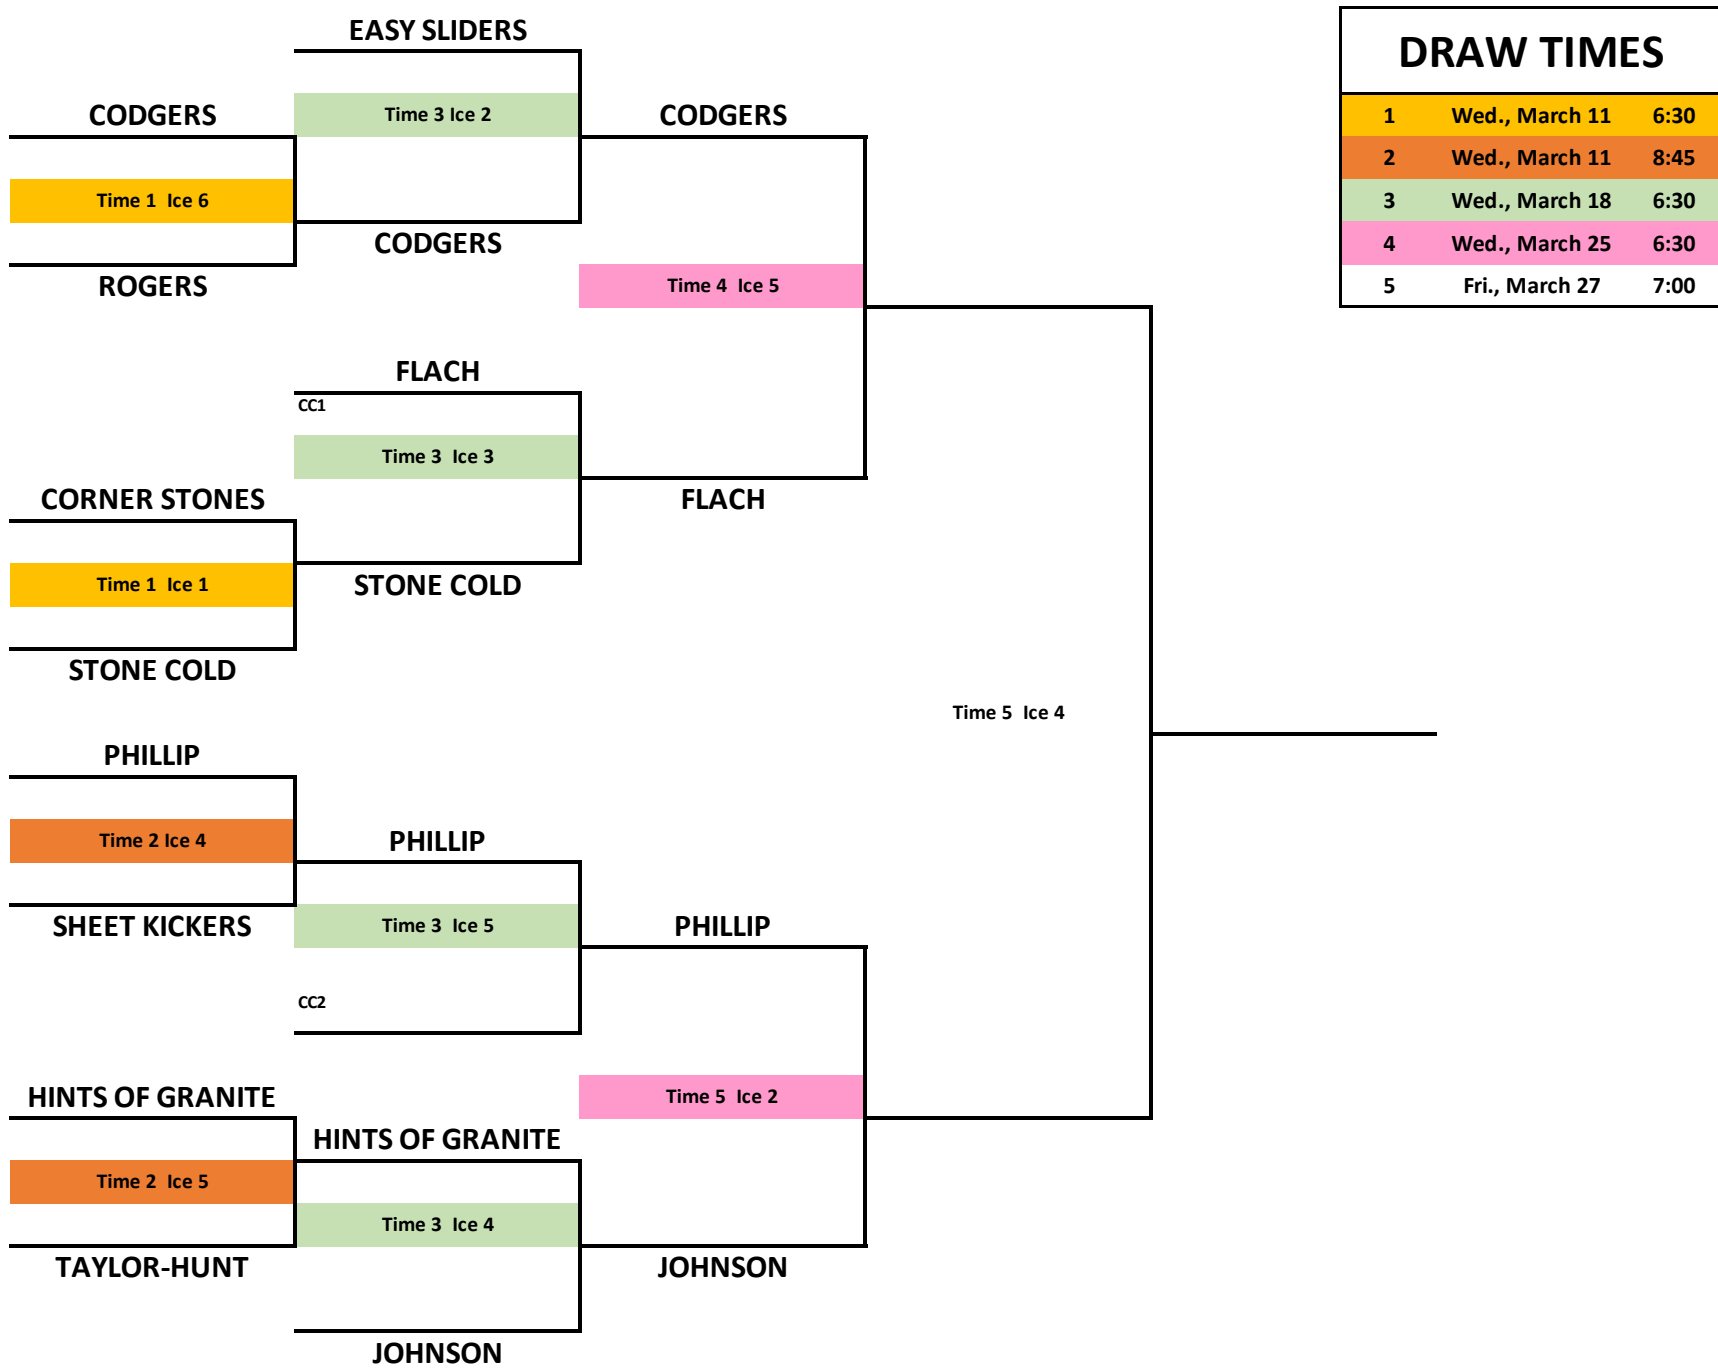 EASY SLIDERS
DRAW TIMES
CODGERS
Time 3 Ice 2
CODGERS
1 Wed., March 11 6:30
2 Wed., March 11 8:45
Time 1 Ice 6
3 Wed., March 18 6:30
CODGERS
4 Wed., March 25 6:30
ROGERS
Time 4 Ice 5
5 Fri., March 27 7:00
FLACH
CC1
Time 3 Ice 3
CORNER STONES
FLACH
Time 1 Ice 1
STONE COLD
STONE COLD
Time 5 Ice 4
PHILLIP
Time 2 Ice 4
PHILLIP
SHEET KICKERS
Time 3 Ice 5
PHILLIP
CC2
HINTS OF GRANITE
Time 5 Ice 2
HINTS OF GRANITE
Time 2 Ice 5
Time 3 Ice 4
TAYLOR-HUNT
JOHNSON
JOHNSON